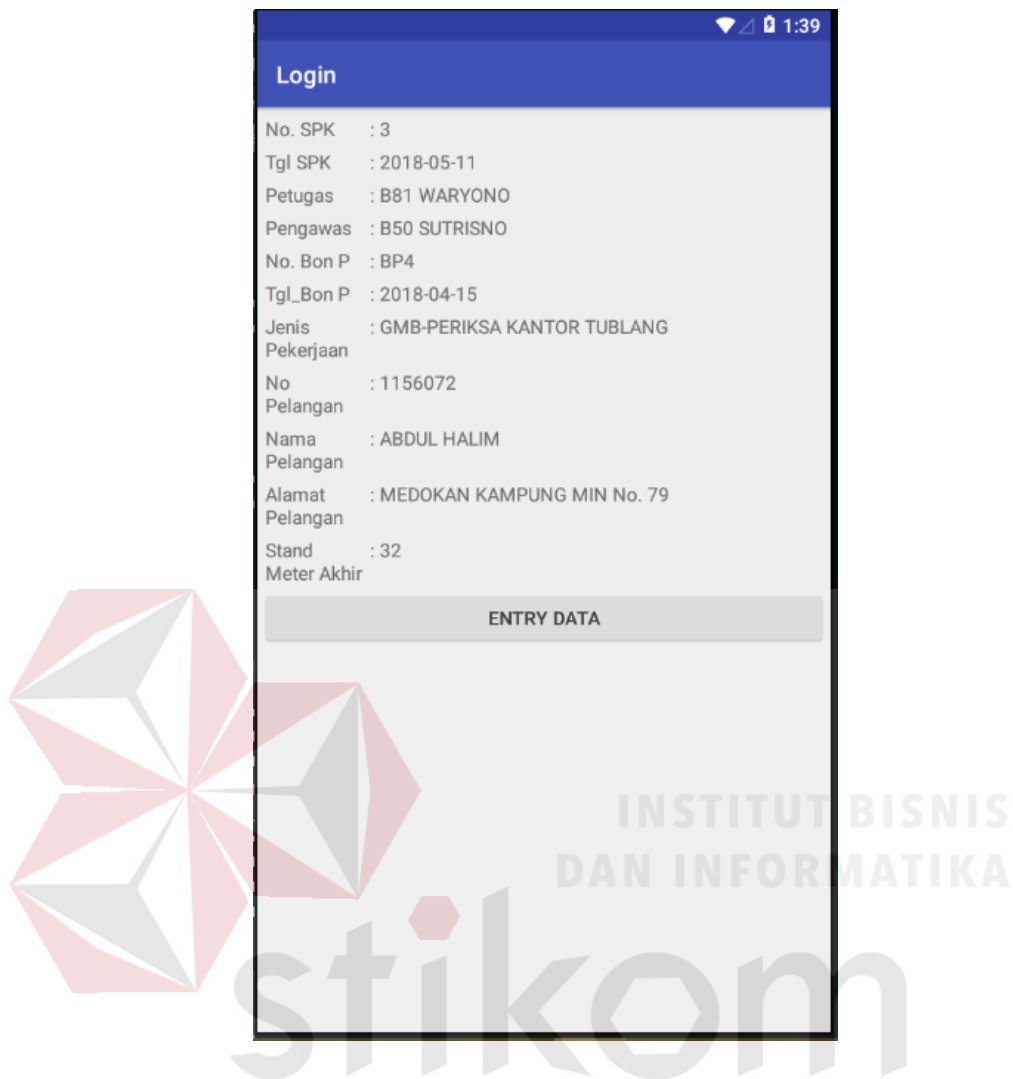 1:39
Login
No. SPK : 3
Tgl SPK : 2018-05-11
Petugas : B81 WARYONO
Pengawas : B50 SUTRISNO
No. Bon P : BP4
Tgl_Bon P : 2018-04-15
Jenis : GMB-PERIKSA KANTOR TUBLANG
Pekerjaan
No : 1156072
Pelangan
Nama : ABDUL HALIM
Pelangan
Alamat : MEDOKAN KAMPUNG MIN No. 79
Pelangan
Stand : 32
Meter Akhir
ENTRY DATA
INSTITUT BISNIS
DAN INFORMATIKA
stikom